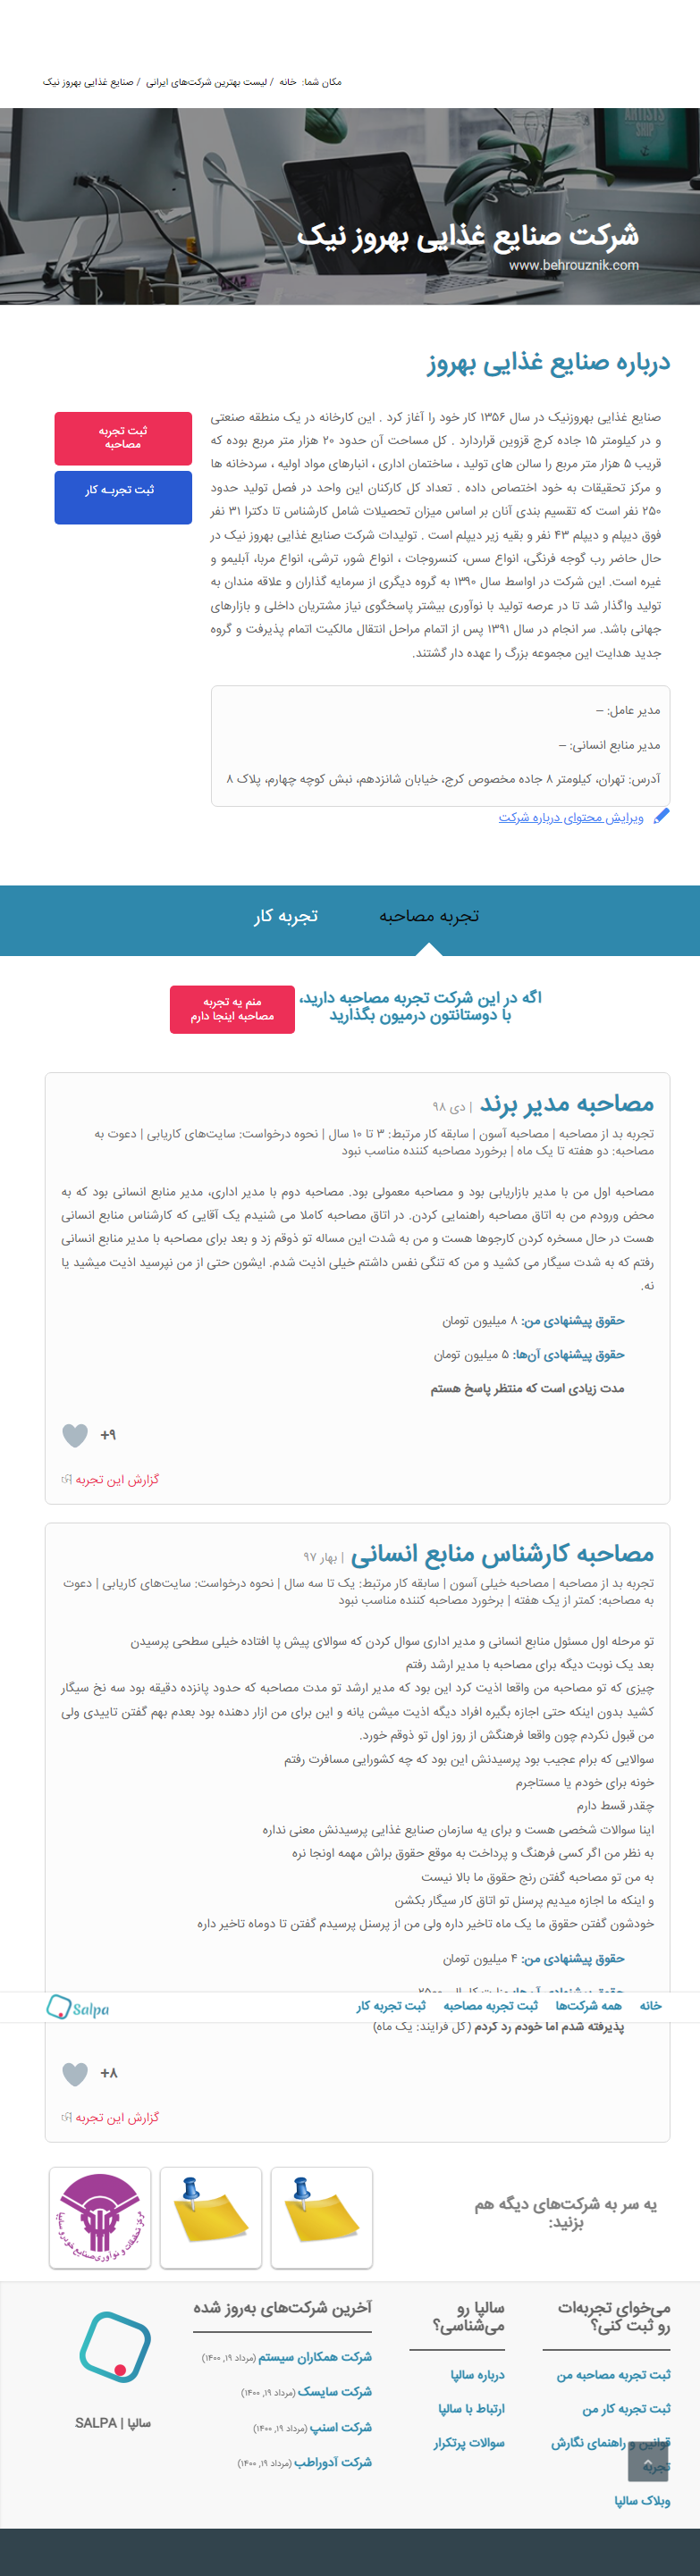 مکان شما: خانه / لیست بهترین شرکت‌های ایرانی / صنایع غذایی بهروز نیک
ARTISTS
SHIP
شرکت صنایع غذایی بهروز نیک
www.behrouznik.com
درباره صنایع غذایی بهروز
صنایع غذایی بهروزنیک در سال ۱۳۵۶ کار خود را آغاز کرد . این کارخانه در یک منطقه صنعتی
و در کیلومتر ۱۵ جاده کرج قزوین قراردارد . کل مساحت آن حدود ۲۰ هزار متر مربع بوده که
قریب ۵ هزار متر مربع را سالن های تولید ، ساختمان اداری ، انبارهای مواد اولیه ، سردخانه ها
و مرکز تحقیقات به خود اختصاص داده . تعداد کل کارکنان این واحد در فصل تولید حدود
۲۵۰ نفر است که تقسیم بندی آنان بر اساس میزان تحصیلات شامل کارشناس تا دکترا ۳۱ نفر
فوق دیپلم و دیپلم ۴۳ نفر و بقیه زیر دیپلم است . تولیدات شرکت صنایع غذایی بهروز نیک در
حال حاضر رب گوجه فرنگی، انواع سس، کنسروجات ، انواع شور، ترشی، انواع مربا، آبلیمو و
غیره است. این شرکت در اواسط سال ۱۳۹۰ به گروه دیگری از سرمایه گذاران و علاقه مندان به
تولید واگذار شد تا در عرصه تولید با نوآوری بیشتر پاسخگوی نیاز مشتریان داخلی و بازارهای
جهانی باشد. سر انجام در سال ۱۳۹۱ پس از اتمام مراحل انتقال مالکیت اتمام پذیرفت و گروه
جدید هدایت این مجموعه بزرگ را عهده دار گشتند.
ثبت تجربه
مصاحبه
ثبت تجربـه کار
مدیر عامل: –
مدیر منابع انسانی: –
آدرس: تهران، کیلومتر ۸ جاده مخصوص کرج، خیابان شانزدهم، نبش کوچه چهارم، پلاک ۸
ویرایش محتوای درباره شرکت
تجربه مصاحبه
تجربه کار
اگه در این شرکت تجربه مصاحبه دارید،
با دوستانتون درمیون بگذارید
منم یه تجربه
مصاحبه اینجا دارم
مصاحبه مدیر برند | دی ۹۸
تجربه بد از مصاحبه | مصاحبه آسون | سابقه کار مرتبط: ۳ تا ۱۰ سال | نحوه درخواست: سایت‌های کاریابی | دعوت به
مصاحبه: دو هفته تا یک ماه | برخورد مصاحبه کننده مناسب نبود
مصاحبه اول من با مدیر بازاریابی بود و مصاحبه معمولی بود. مصاحبه دوم با مدیر اداری، مدیر منابع انسانی بود که به
محض ورودم من به اتاق مصاحبه راهنمایی کردن. در اتاق مصاحبه کاملا می شنیدم یک آقایی که کارشناس منابع انسانی
هست در حال مسخره کردن کارجوها هست و من به شدت این مساله تو ذوقم زد و بعد برای مصاحبه با مدیر منابع انسانی
رفتم که به شدت سیگار می کشید و من که تنگی نفس داشتم خیلی اذیت شدم. ایشون حتی از من نپرسید اذیت میشید یا
نه.
حقوق پیشنهادی من: ۸ میلیون تومان
حقوق پیشنهادی آن‌ها: ۵ میلیون تومان
مدت زیادی است که منتظر پاسخ هستم
+۹
گزارش این تجربه
مصاحبه کارشناس منابع انسانی | بهار ۹۷
تجربه بد از مصاحبه | مصاحبه خیلی آسون | سابقه کار مرتبط: یک تا سه سال | نحوه درخواست: سایت‌های کاریابی | دعوت
به مصاحبه: کمتر از یک هفته | برخورد مصاحبه کننده مناسب نبود
تو مرحله اول مسئول منابع انسانی و مدیر اداری سوال کردن که سوالای پیش پا افتاده خیلی سطحی پرسیدن
بعد یک نوبت دیگه برای مصاحبه با مدیر ارشد رفتم
چیزی که تو مصاحبه من واقعا اذیت کرد این بود که مدیر ارشد تو مدت مصاحبه که حدود پانزده دقیقه بود سه نخ سیگار
کشید بدون اینکه حتی اجازه بگیره افراد دیگه اذیت میشن یانه و این برای من ازار دهنده بود بعدم بهم گفتن تاییدی ولی
من قبول نکردم چون واقعا فرهنگش از روز اول تو ذوقم خورد.
سوالایی که برام عجیب بود پرسیدنش این بود که چه کشورایی مسافرت رفتم
خونه برای خودم یا مستاجرم
چقدر قسط دارم
اینا سوالات شخصی هست و برای یه سازمان صنایع غذایی پرسیدنش معنی نداره
به نظر من اگر کسی فرهنگ و پرداخت به موقع حقوق براش مهمه اونجا نره
به من تو مصاحبه گفتن رنج حقوق ما بالا نیست
و اینکه ما اجازه میدیم پرسنل تو اتاق کار سیگار بکشن
خودشون گفتن حقوق ما یک ماه تاخیر داره ولی من از پرسنل پرسیدم گفتن تا دوماه تاخیر داره
حقوق پیشنهادی من: ۴ میلیون تومان
خانه
همه شرکت‌ها
ثبت تجربه مصاحبه
ثبت تجربه کار
Salpa
پذیرفته شدم اما خودم رد کردم (کل فرآیند: یک ماه)
+۸
گزارش این تجربه
یه سر به شرکت‌های دیگه هم
بزنید:
مرکز تحقیقات و نوآوری صنایع خودرو سایپا
می‌خوای تجربه‌ات
رو ثبت کنی؟
ثبت تجربه مصاحبه من
ثبت تجربه کار من
قوانین و راهنمای نگارش
تجربه
وبلاگ سالپا
سالپا رو
می‌شناسی؟
درباره سالپا
ارتباط با سالپا
سوالات پرتکرار
آخرین شرکت‌های به‌روز شده
شرکت همکاران سیستم (مرداد ۱۹, ۱۴۰۰)
شرکت سایسک (مرداد ۱۹, ۱۴۰۰)
شرکت اسنپ (مرداد ۱۹, ۱۴۰۰)
شرکت آدوراطب (مرداد ۱۹, ۱۴۰۰)
سالپا | SALPA